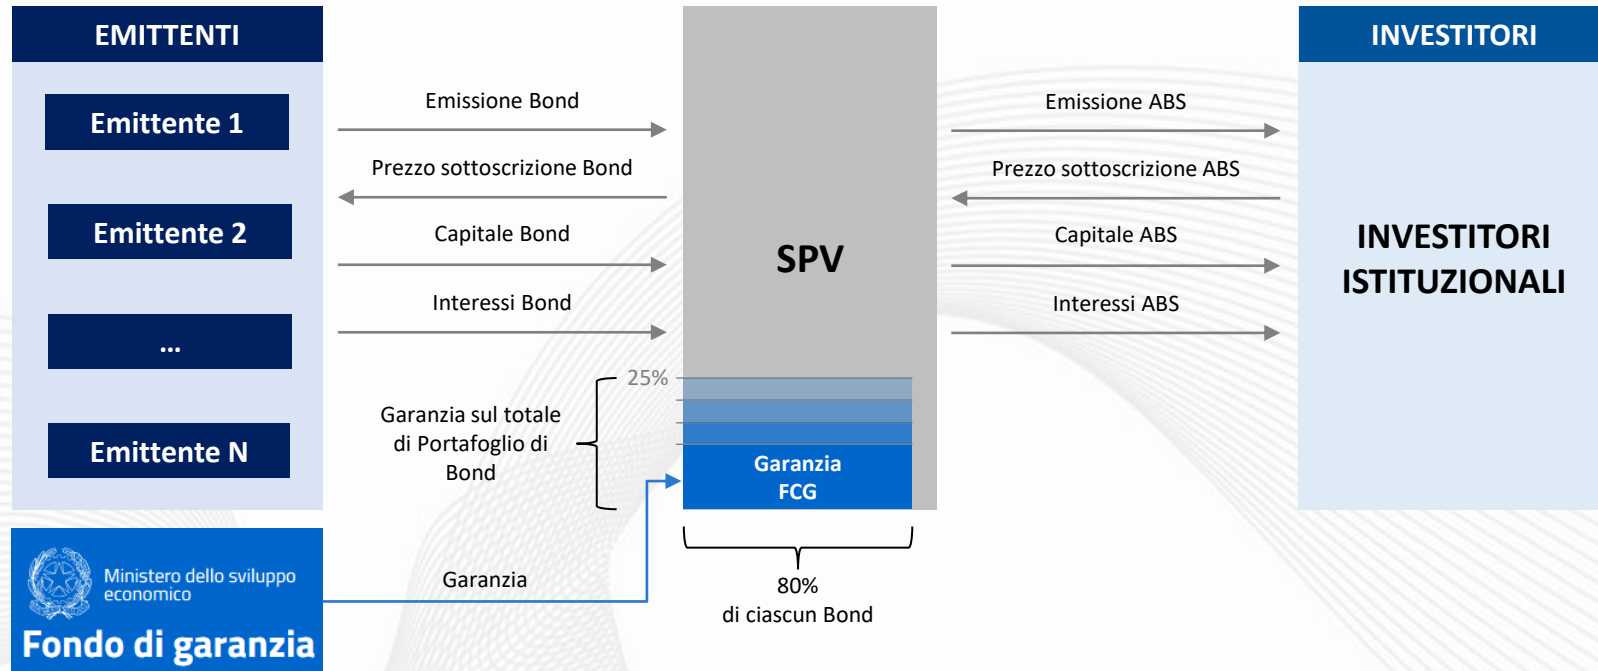 EMITTENTI
Emittente 1
Emittente 2
...
Emittente N
Emissione Bond
Prezzo sottoscrizione Bond
Capitale Bond
Interessi Bond
25%
Garanzia sul totale
di Portafoglio di
Bond
SPV
Garanzia
FCG
80%
di ciascun Bond
Emissione ABS
Prezzo sottoscrizione ABS
Capitale ABS
Interessi ABS
INVESTITORI
INVESTITORI
ISTITUZIONALI
Ministero dello sviluppo
economico
Fondo di garanzia
Garanzia